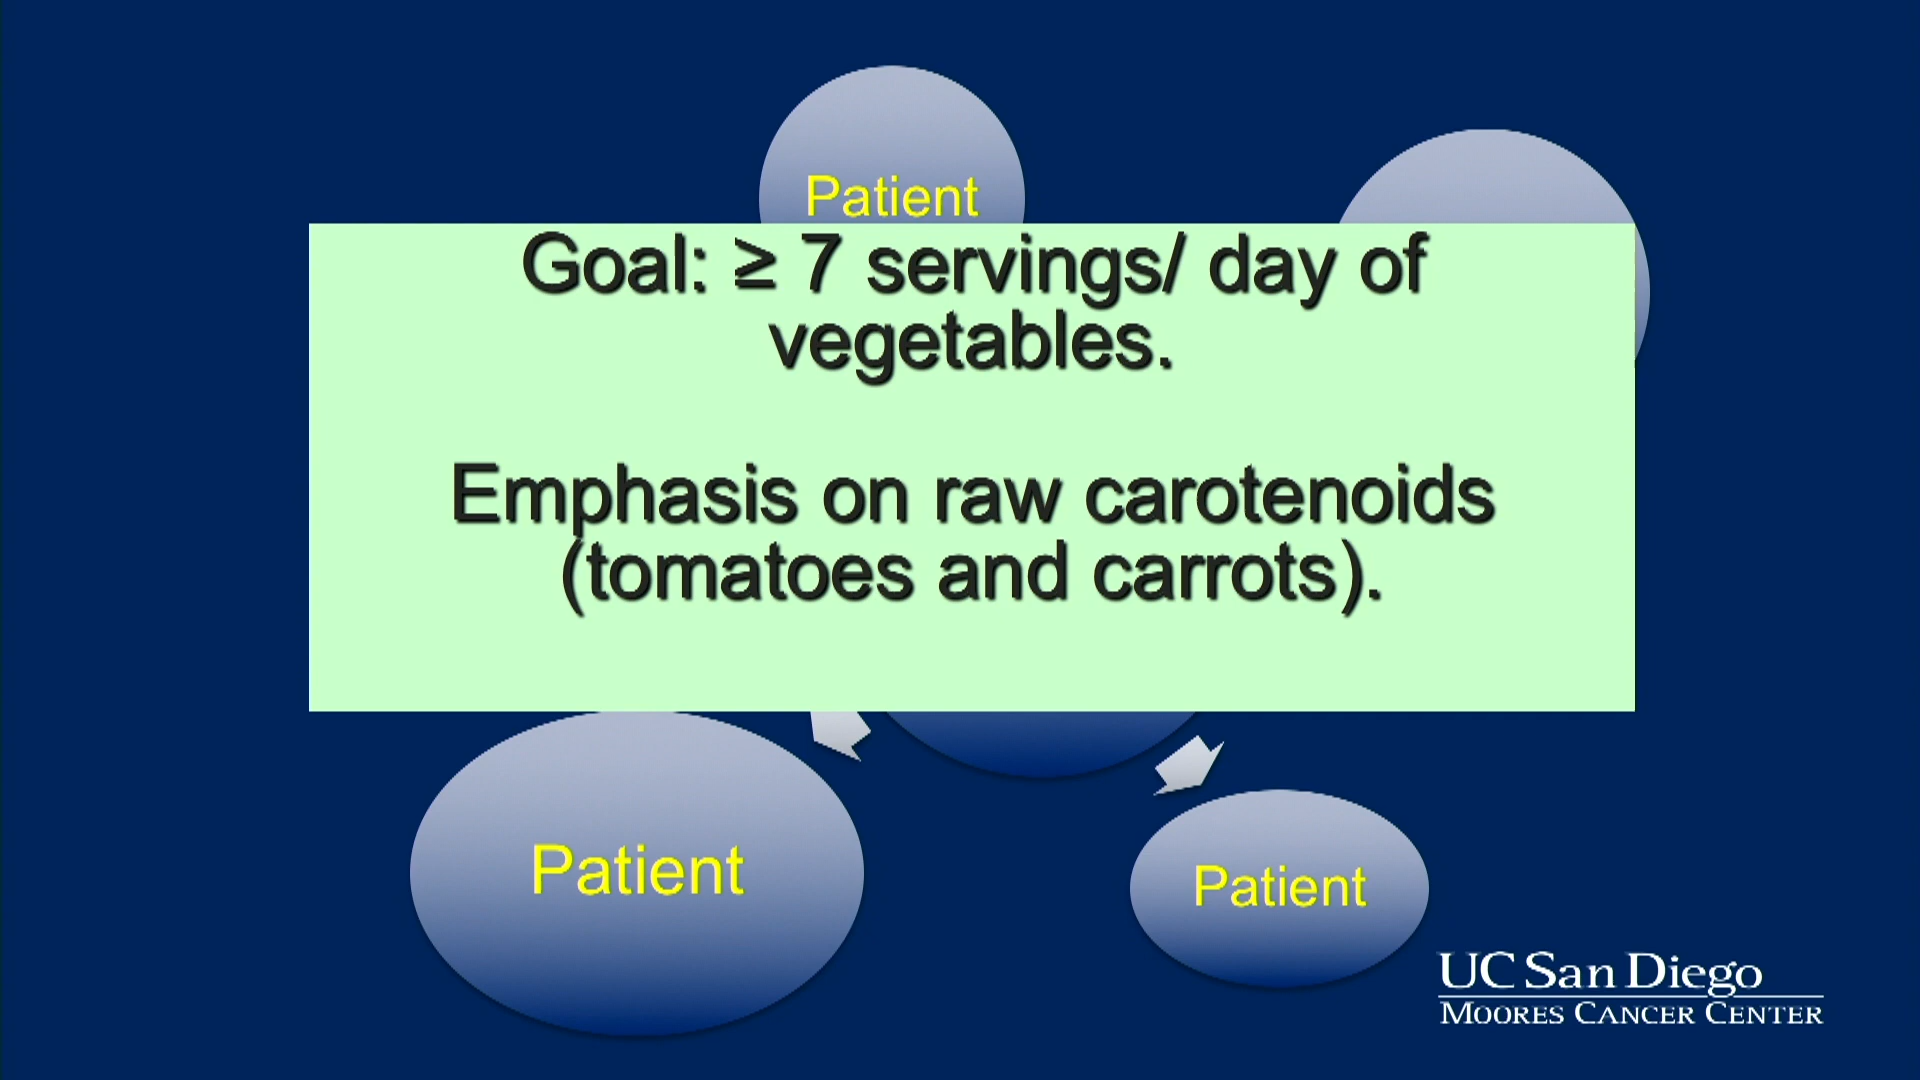 Patient
Goal: ≥ 7 servings/ day of
vegetables.
Emphasis on raw carotenoids
(tomatoes and carrots).
Patient
Patient
UC San Diego
MOORES CANCER CENTER